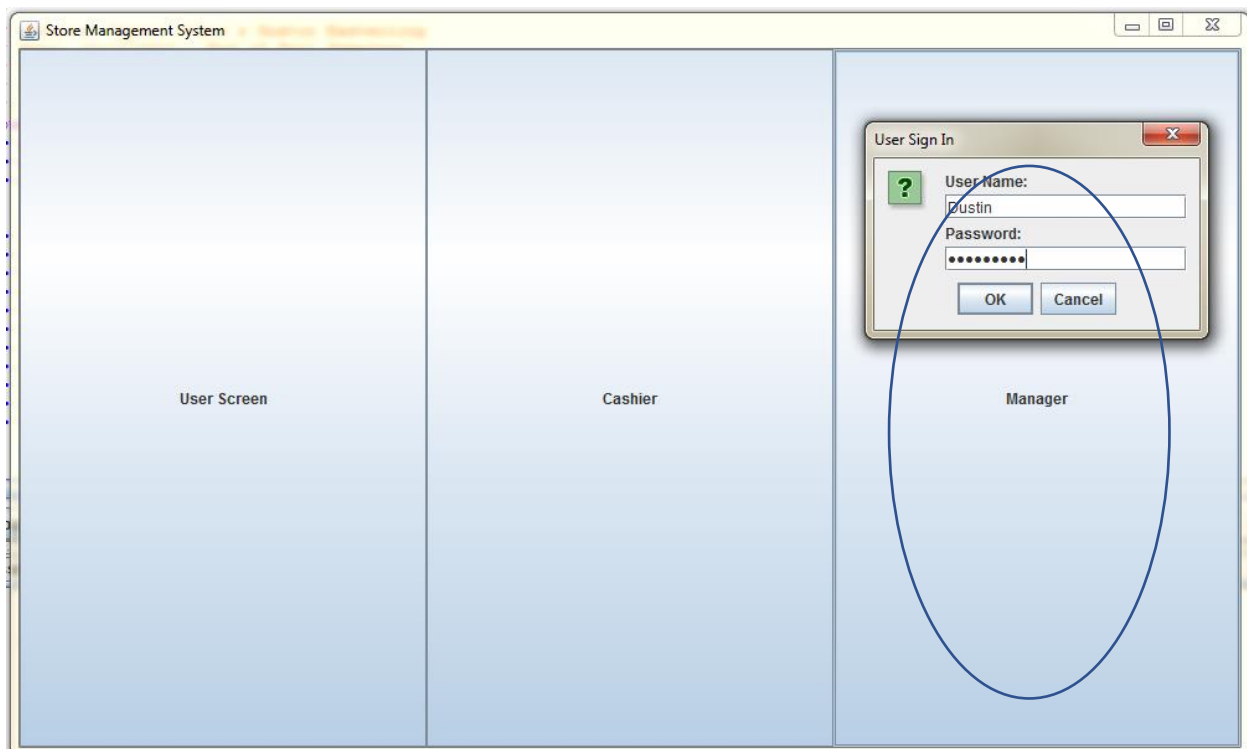 Store Management System
User Sign In
?
User Name:
Dustin
Password:
•••••••••
OK Cancel
User Screen Cashier Manager